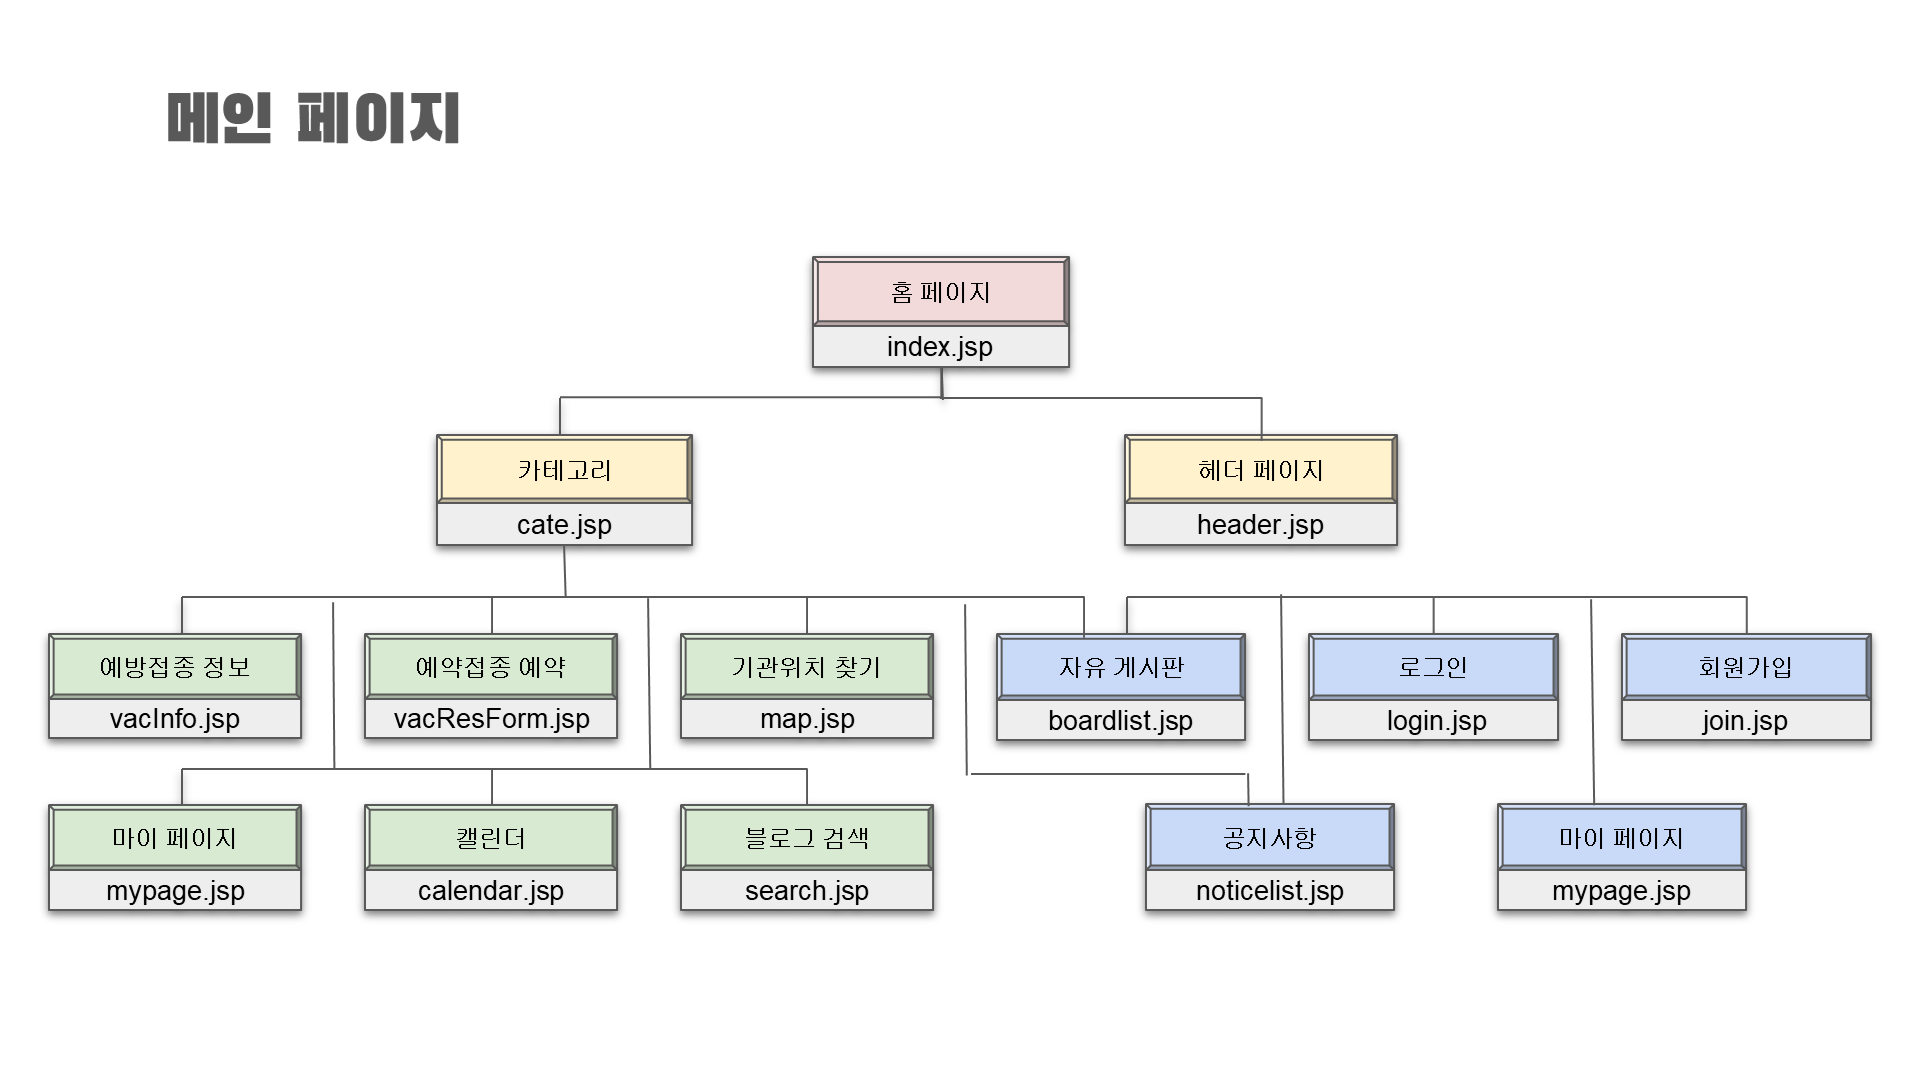 메인 페이지
홈 페이지
index.jsp
카테고리
cate.jsp
헤더 페이지
header.jsp
예방접종 정보
vacInfo.jsp
예약접종 예약
vacResForm.jsp
기관위치 찾기
map.jsp
자유 게시판
boardlist.jsp
로그인
login.jsp
회원가입
join.jsp
마이 페이지
mypage.jsp
캘린더
calendar.jsp
블로그 검색
search.jsp
공지사항
noticelist.jsp
마이 페이지
mypage.jsp